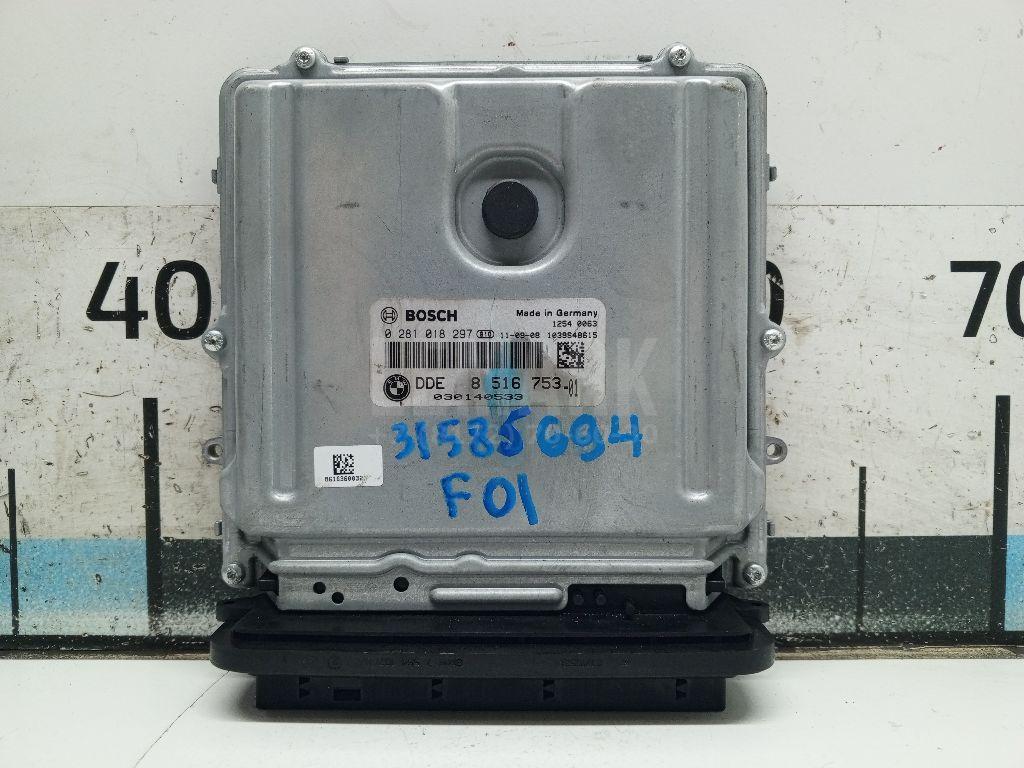 40
70
BOSCH
Made in Germany
1254 0063
0 281 018 297 11-09-08 1039S48615
DDE 8 516 753-01
030140533
31585694
F01